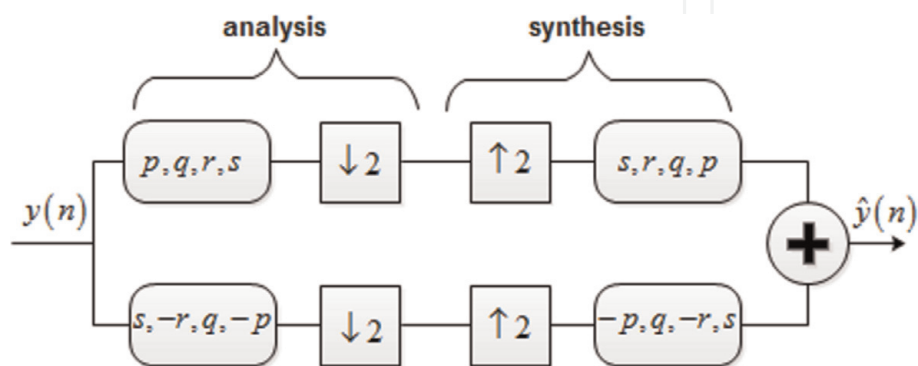 analysis synthesis
p,q,r,s ↓2 ↑2 s,r,q,p
y(n) ŷ(n)
+
s,−r,q,−p ↓2 ↑2 −p,q,−r,s